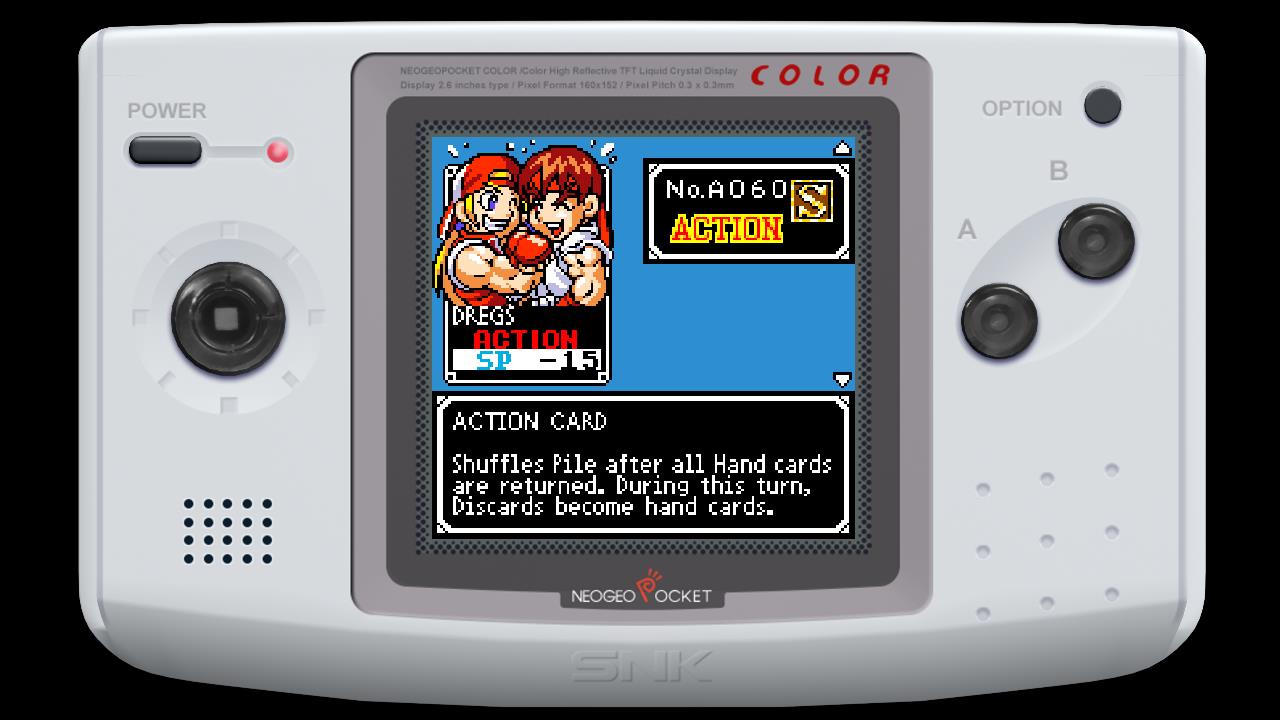 NEOGEOPOCKET COLOR /Color High Reflective TFT Liquid Crystal Display
Display 2.6 inches type / Pixel Format 160x152 / Pixel Pitch 0.3 x 0.3mm
COLOR
POWER
OPTION
B
A
No.A060 S
ACTION
DREGS
ACTION
SP -15
ACTION CARD
Shuffles Pile after all Hand cards
are returned. During this turn,
Discards become hand cards.
NEOGEO POCKET
SNK